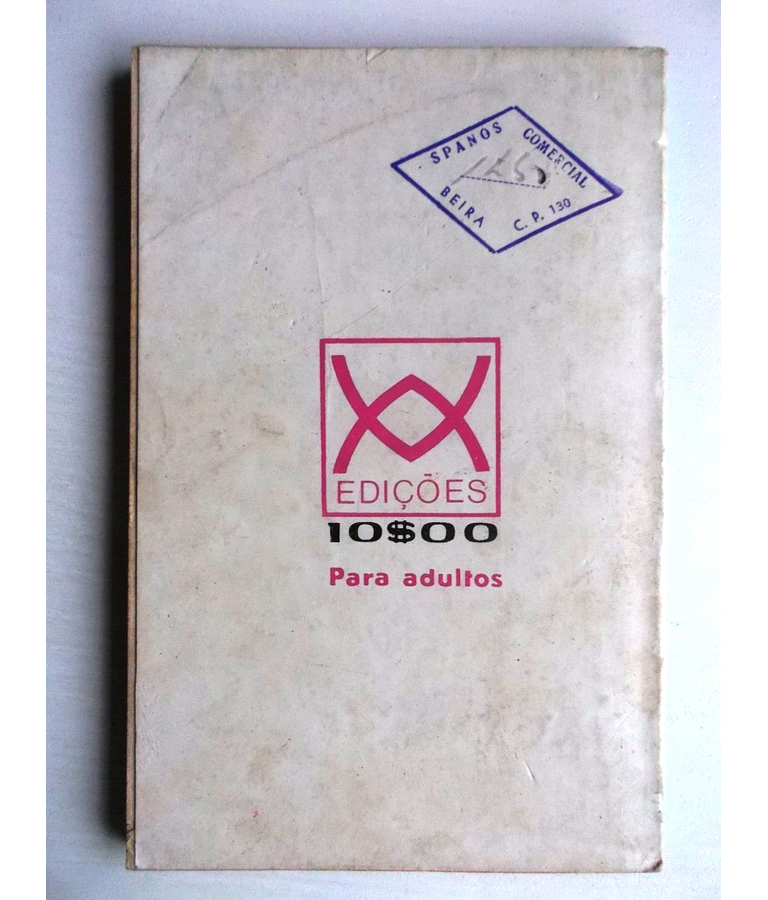 SPANOS COMERCIAL
BEIRA C. P. 130
EDIÇÕES
10$00
Para adultos